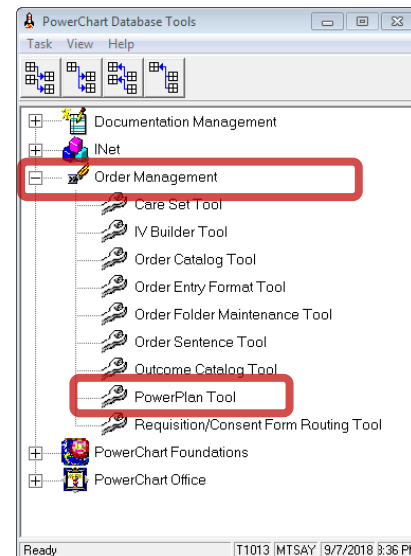 PowerChart Database Tools
Task View Help
Documentation Management
INet
Order Management
Care Set Tool
IV Builder Tool
Order Catalog Tool
Order Entry Format Tool
Order Folder Maintenance Tool
Order Sentence Tool
Outcome Catalog Tool
PowerPlan Tool
Requisition/Consent Form Routing Tool
PowerChart Foundations
PowerChart Office
Ready T1013 MTSAY 9/7/2018 3:36 PM